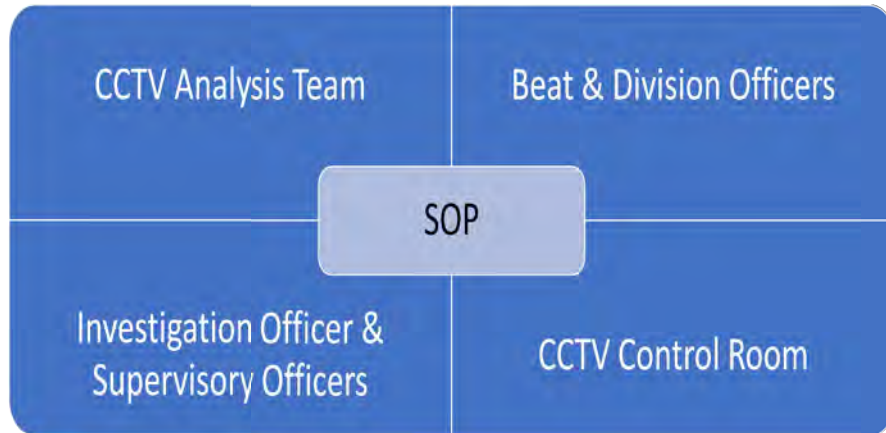 CCTV Analysis Team
Beat & Division Officers
SOP
Investigation Officer &
Supervisory Officers
CCTV Control Room